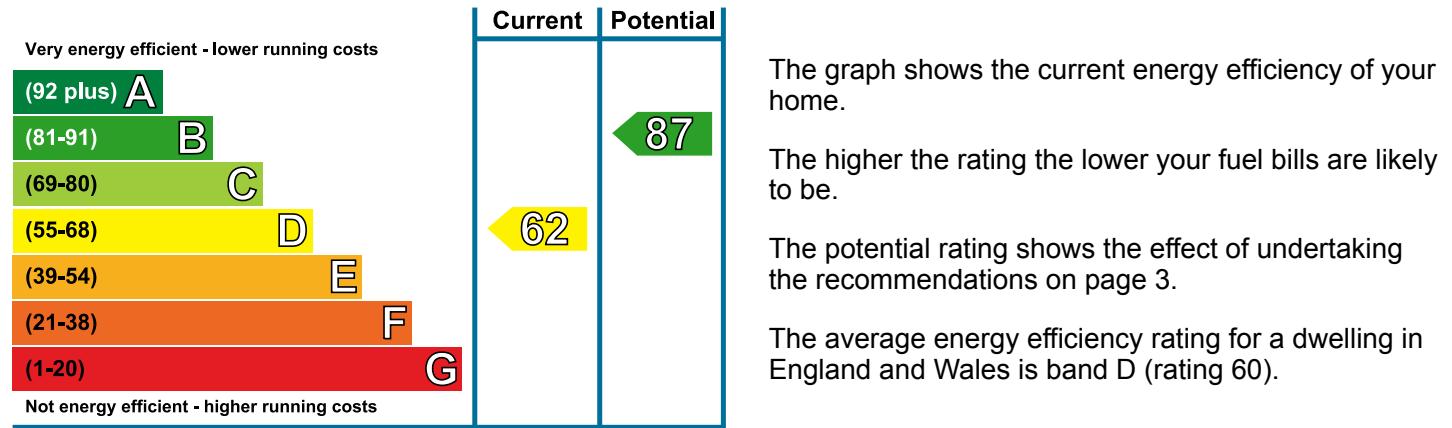 Current Potential
Very energy efficient - lower running costs
(92 plus) A
(81-91) B
87
(69-80) C
(55-68) D
62
(39-54) E
(21-38) F
(1-20) G
Not energy efficient - higher running costs
The graph shows the current energy efficiency of your
home.
The higher the rating the lower your fuel bills are likely
to be.
The potential rating shows the effect of undertaking
the recommendations on page 3.
The average energy efficiency rating for a dwelling in
England and Wales is band D (rating 60).